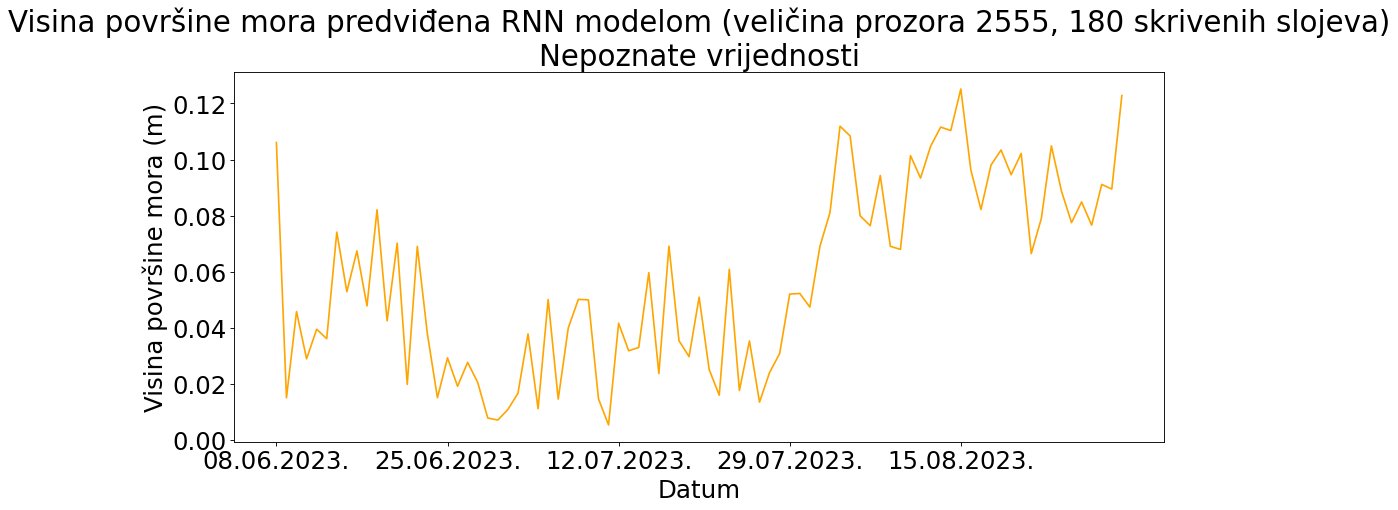 Visina površine mora predviđena RNN modelom (veličina prozora 2555, 180 skrivenih slojeva)
Nepoznate vrijednosti
Visina površine mora (m)
0.12
0.10
0.08
0.06
0.04
0.02
0.00
08.06.2023. 25.06.2023. 12.07.2023. 29.07.2023. 15.08.2023.
Datum